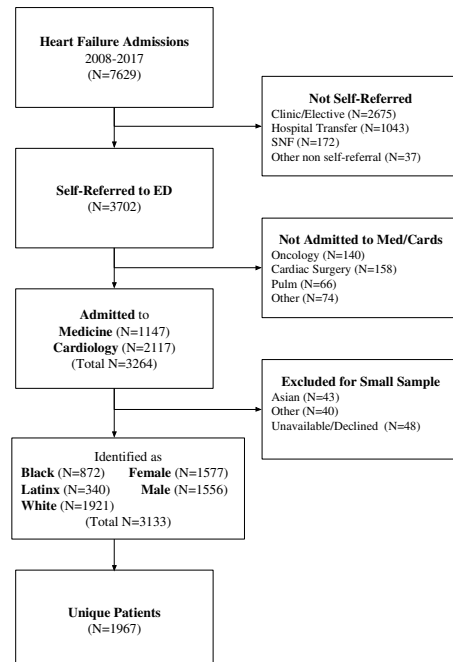 Heart Failure Admissions
2008-2017
(N=7629)
Not Self-Referred
Clinic/Elective (N=2675)
Hospital Transfer (N=1043)
SNF (N=172)
Other non self-referral (N=37)
Self-Referred to ED
(N=3702)
Not Admitted to Med/Cards
Oncology (N=140)
Cardiac Surgery (N=158)
Pulm (N=66)
Other (N=74)
Admitted to
Medicine (N=1147)
Cardiology (N=2117)
(Total N=3264)
Excluded for Small Sample
Asian (N=43)
Other (N=40)
Unavailable/Declined (N=48)
Identified as
Black (N=872) Female (N=1577)
Latinx (N=340) Male (N=1556)
White (N=1921)
(Total N=3133)
Unique Patients
(N=1967)